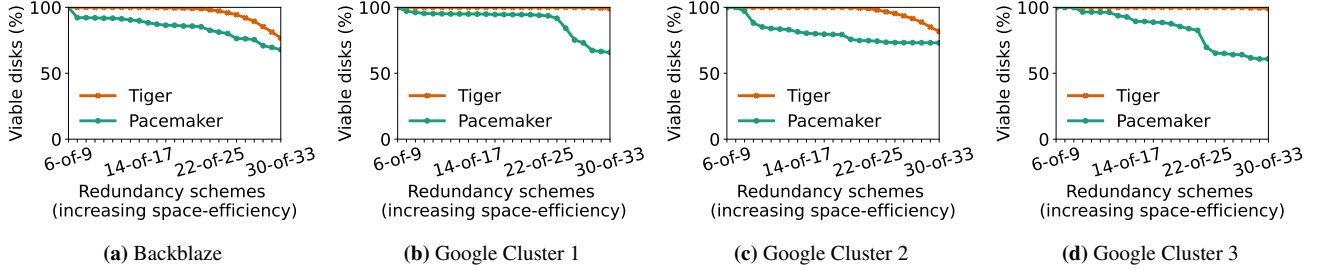 Viable disks (%)
100
50
0
Tiger
Pacemaker
6-of-9
14-of-17
22-of-25
30-of-33
Redundancy schemes
(increasing space-efficiency)
(a) Backblaze
Viable disks (%)
100
50
0
Tiger
Pacemaker
6-of-9
14-of-17
22-of-25
30-of-33
Redundancy schemes
(increasing space-efficiency)
(b) Google Cluster 1
Viable disks (%)
100
50
0
Tiger
Pacemaker
6-of-9
14-of-17
22-of-25
30-of-33
Redundancy schemes
(increasing space-efficiency)
(c) Google Cluster 2
Viable disks (%)
100
50
0
Tiger
Pacemaker
6-of-9
14-of-17
22-of-25
30-of-33
Redundancy schemes
(increasing space-efficiency)
(d) Google Cluster 3